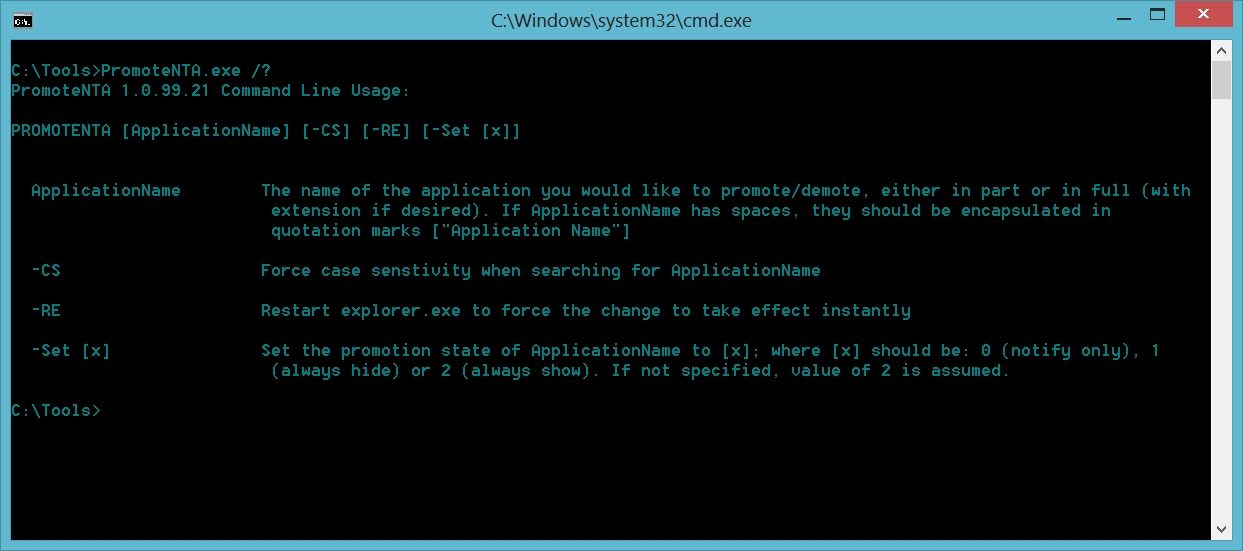 C:\Windows\system32\cmd.exe
C:\Tools>PromoteNTA.exe /?
PromoteNTA 1.0.99.21 Command Line Usage:
PROMOTENTA [ApplicationName] [-CS] [-RE] [-Set [x]]
ApplicationName The name of the application you would like to promote/demote, either in part or in full (with
extension if desired). If ApplicationName has spaces, they should be encapsulated in
quotation marks ["Application Name"]
-CS Force case senstivity when searching for ApplicationName
-RE Restart explorer.exe to force the change to take effect instantly
-Set [x] Set the promotion state of ApplicationName to [x]; where [x] should be: 0 (notify only), 1
(always hide) or 2 (always show). If not specified, value of 2 is assumed.
C:\Tools>